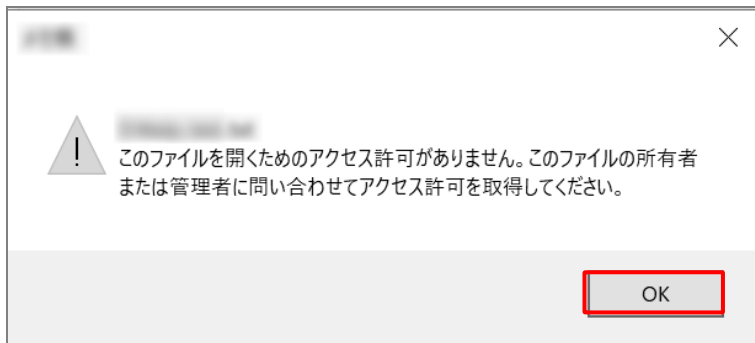 このファイルを開くためのアクセス許可がありません。このファイルの所有者
または管理者に問い合わせてアクセス許可を取得してください。
OK